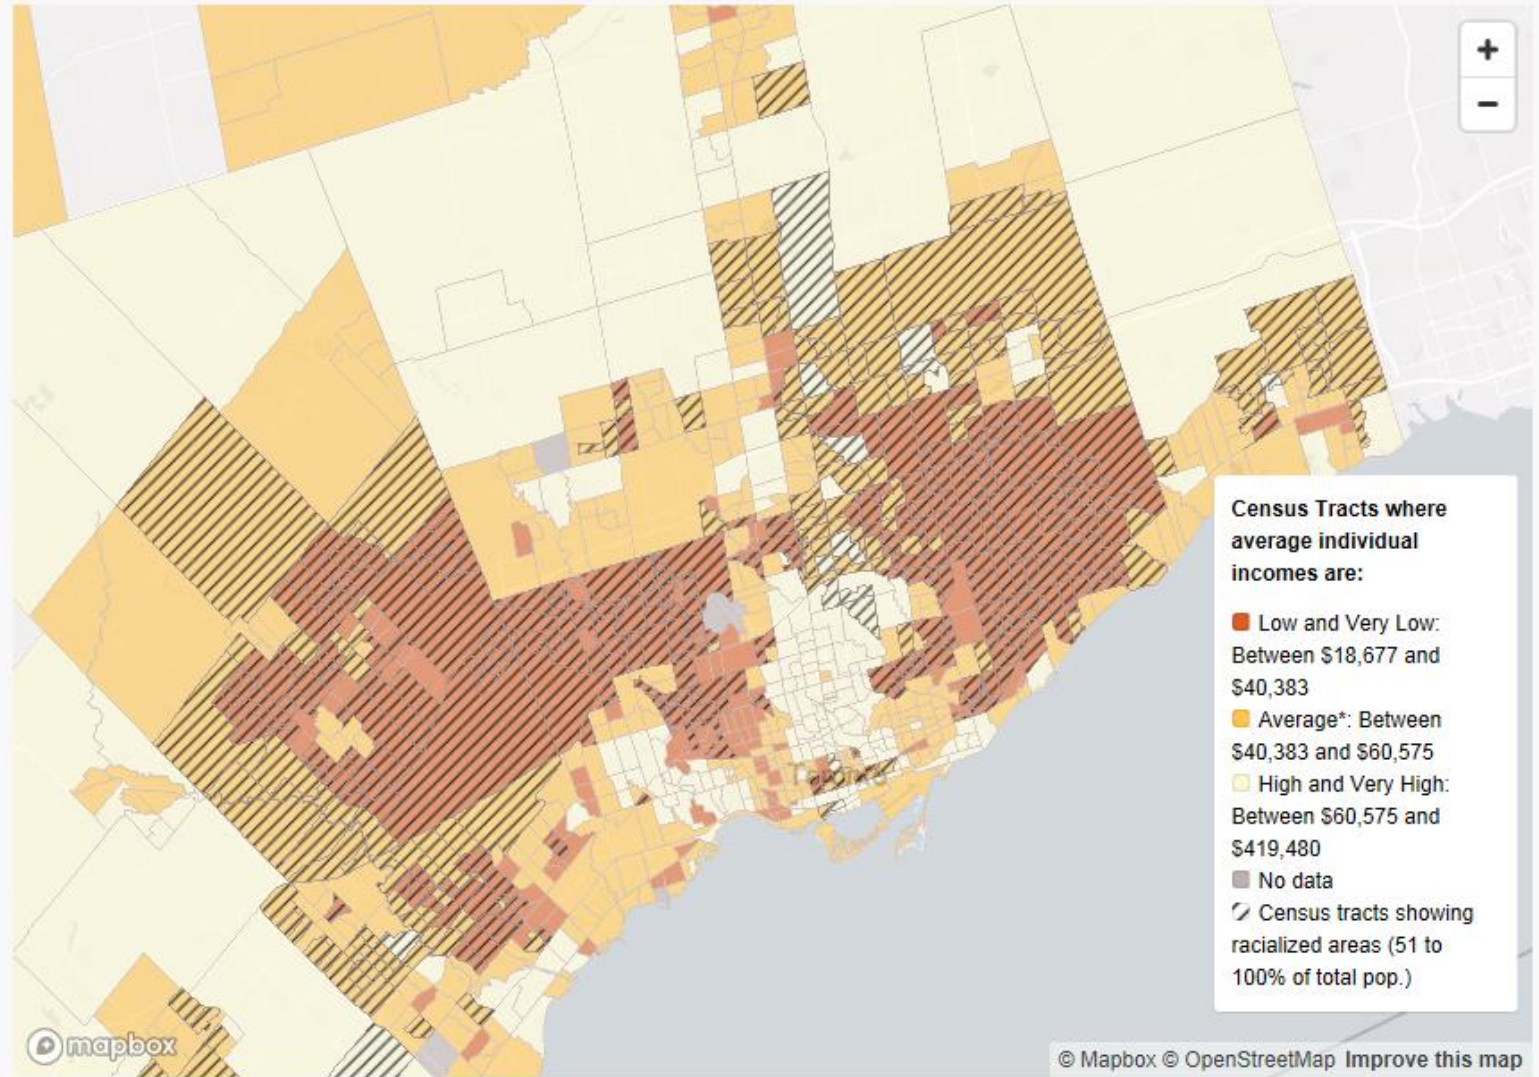 +
−
Census Tracts where
average individual
incomes are:
Low and Very Low:
Between $18,677 and
$40,383
Average*: Between
$40,383 and $60,575
High and Very High:
Between $60,575 and
$419,480
No data
Census tracts showing
racialized areas (51 to
100% of total pop.)
mapbox
© Mapbox © OpenStreetMap Improve this map